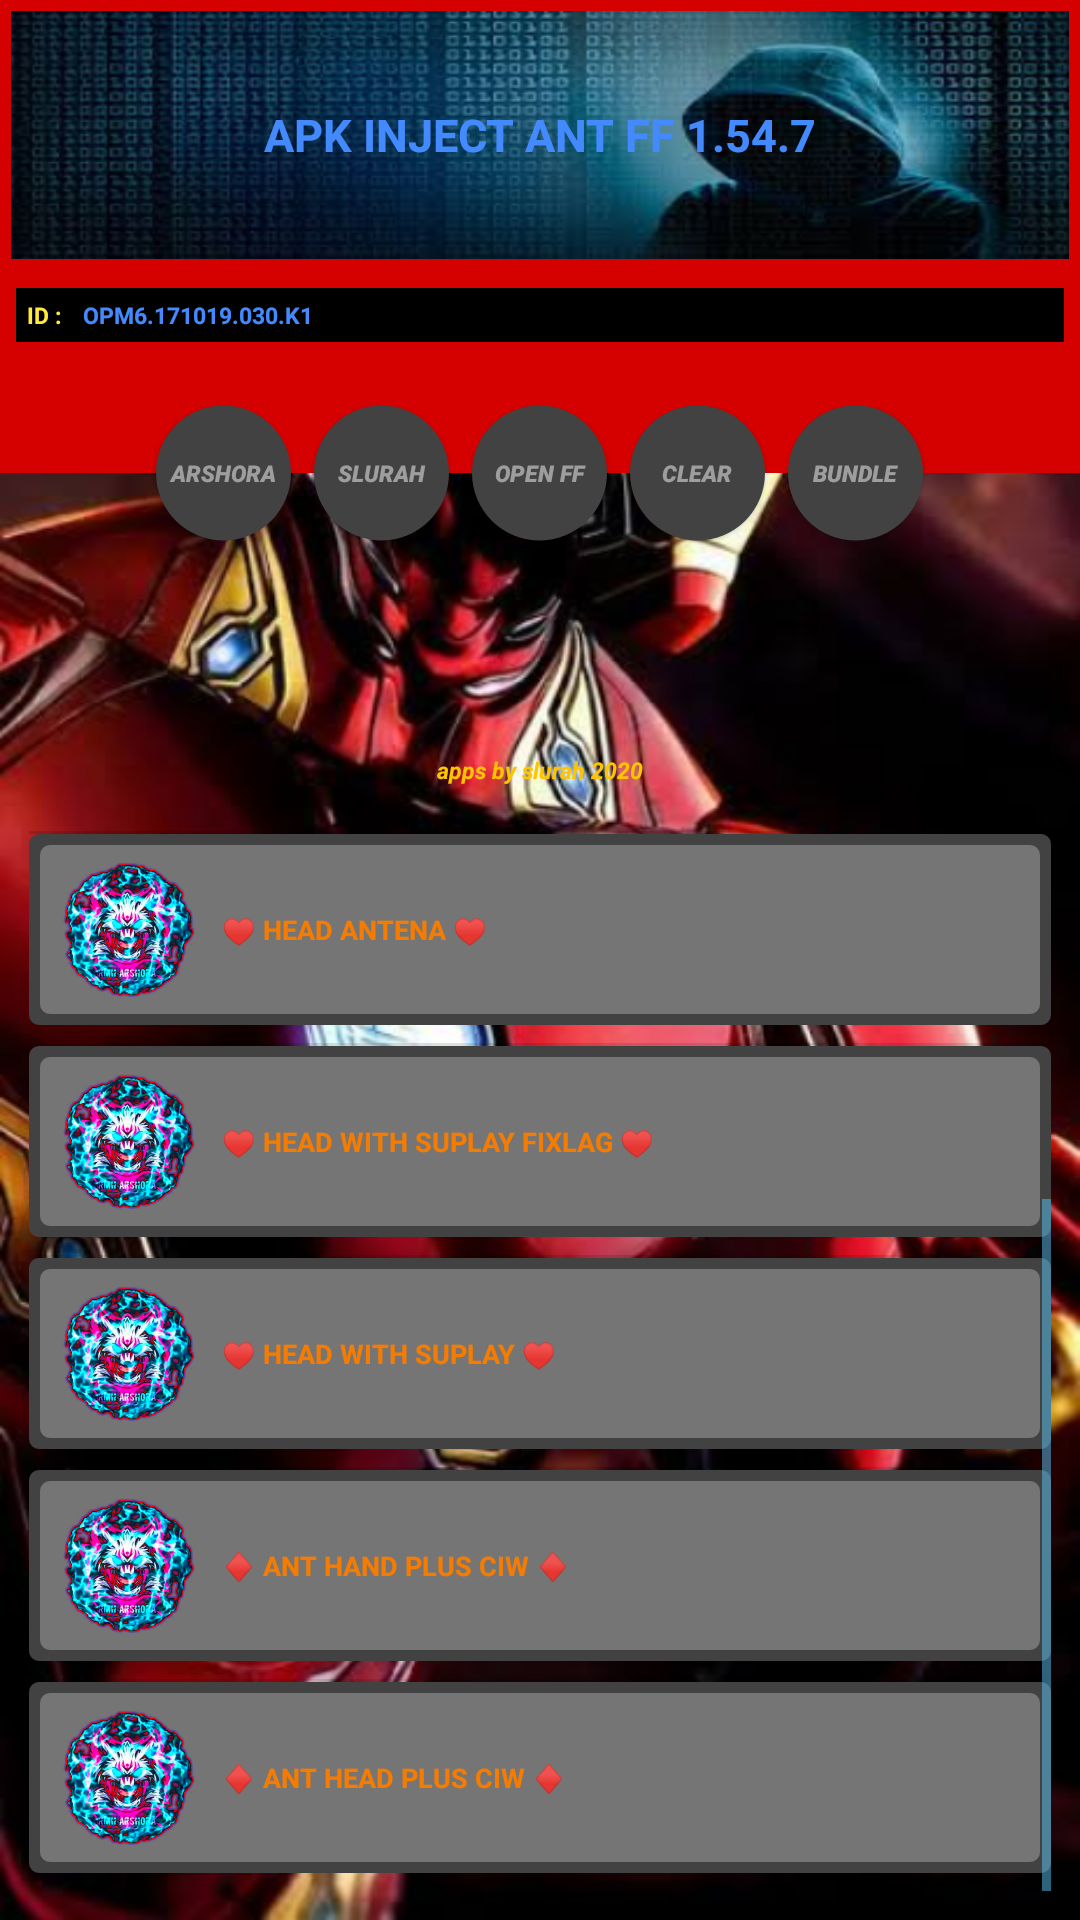 APK INJECT ANT FF 1.54.7
ID : OPM6.171019.030.K1
ARSHORA SLURAH OPEN FF CLEAR BUNDLE
apps by slurah 2020
♥️ HEAD ANTENA ♥️
♥️ HEAD WITH SUPLAY FIXLAG ♥️
♥️ HEAD WITH SUPLAY ♥️
♦️ ANT HAND PLUS CIW ♦️
♦️ ANT HEAD PLUS CIW ♦️